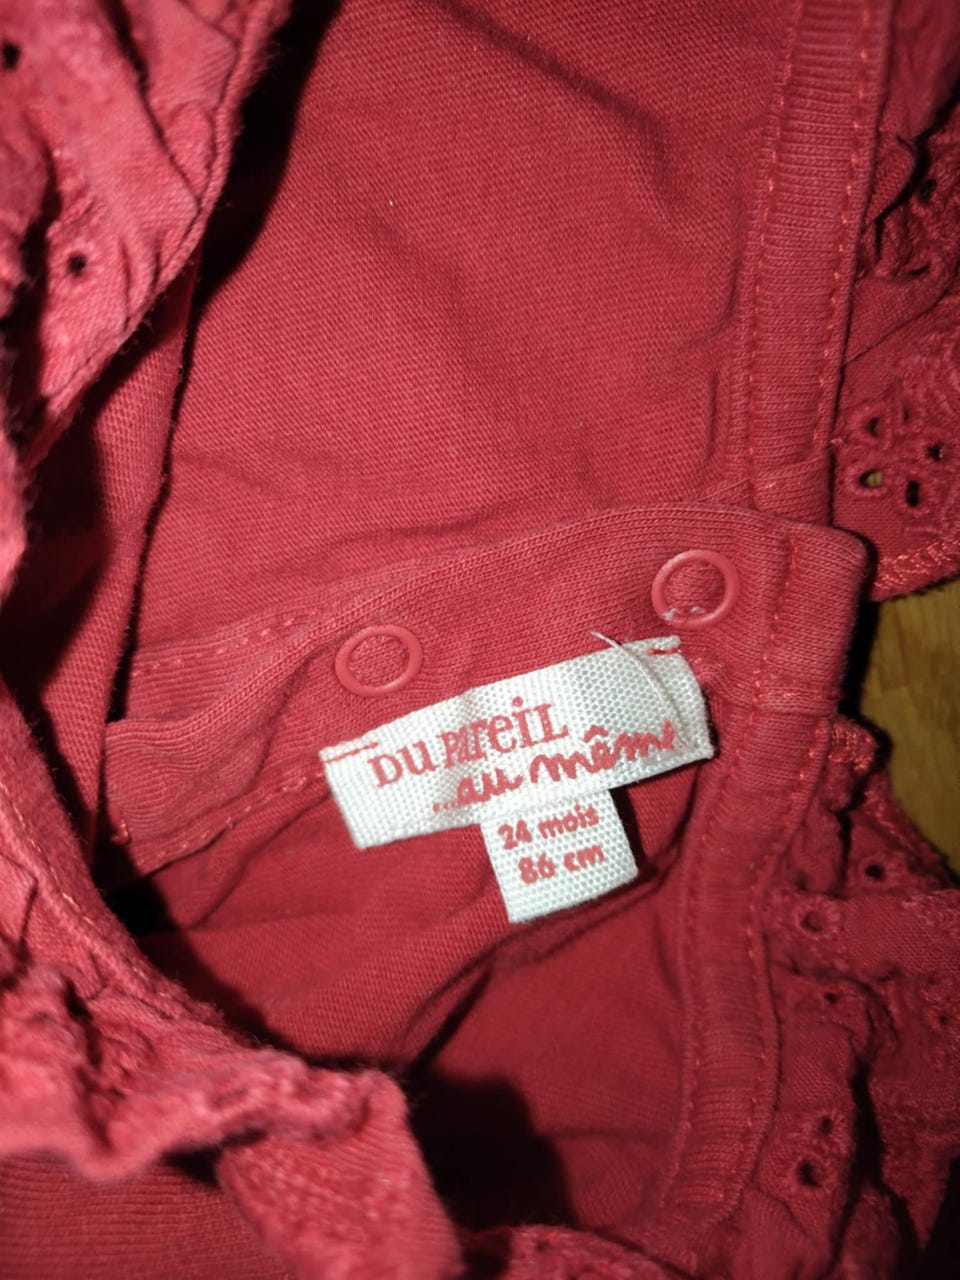 DU PAREIL
...au même
24 mois
86 cm